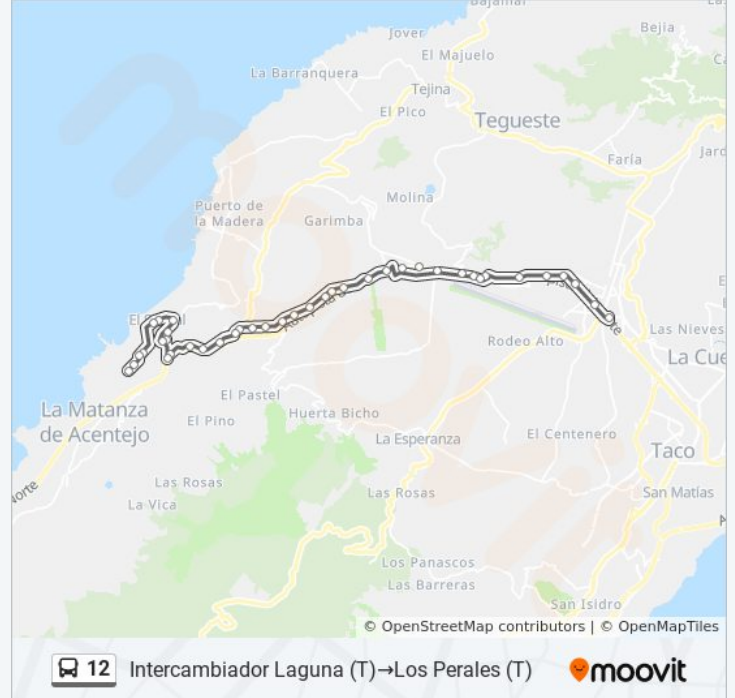 Bajamar
Jover
Bejia
El Majuelo
La Barranquera
Tejina
El Pico
Tegueste
Faría
Jard
Molina
Puerto de
la Madera
Garimba
Rodeo Alto
Las Nieves
La Cue
El Pastel
La Matanza
de Acentejo
El Pino
Huerta Bicho
La Esperanza
El Centenero
Taco
Norte
Las Rosas
La Vica
Las Rosas
San Matías
Los Panascos
Las Barreras
San Isidro
© OpenStreetMap contributors | © OpenMapTiles
12 Intercambiador Laguna (T)→Los Perales (T) moovit